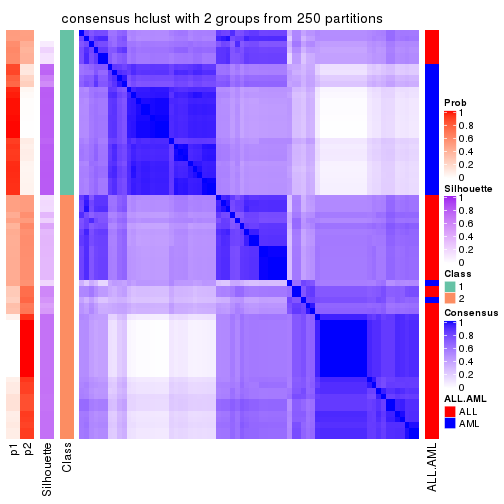 consensus hclust with 2 groups from 250 partitions
Prob
1
0.8
0.6
0.4
0.2
0
Silhouette
1
0.8
0.6
0.4
0.2
0
Class
1
2
Consensus
1
0.8
0.6
0.4
0.2
0
ALL.AML
ALL
AML
p1
p2
Silhouette
Class
ALL.AML